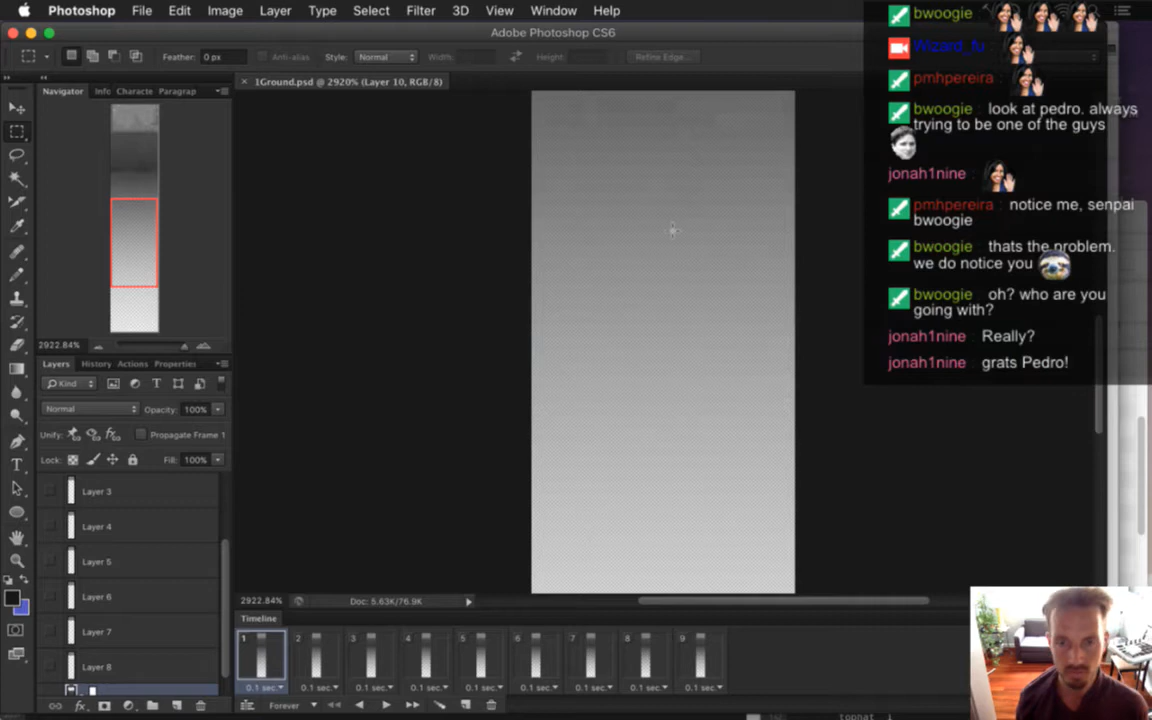 Photoshop File Edit Image Layer Type Select Filter 3D View Window Help
Adobe Photoshop CS6
Feather: 0 px Anti-alias Style: Normal Width: Height: Refine Edge...
Navigator Info Characte Paragrap
1Ground.psd @ 2920% (Layer 10, RGB/8)
2922.84%
Layers History Actions Properties
Kind
Normal Opacity: 100%
Unify: Propagate Frame 1
Lock: Fill: 100%
Layer 3
Layer 4
Layer 5
Layer 6
Layer 7
Layer 8
2922.84% Doc: 5.63K/76.9K
Timeline
1 2 3 4 5 6 7 8 9
0.1 sec. 0.1 sec. 0.1 sec. 0.1 sec. 0.1 sec. 0.1 sec. 0.1 sec. 0.1 sec. 0.1 sec.
Forever
bwoogie
Wizard_fu
pmhpereira
bwoogie look at pedro. always
trying to be one of the guys
jonah1nine
pmhpereira notice me, senpai
bwoogie
bwoogie thats the problem.
we do notice you
bwoogie oh? who are you
going with?
jonah1nine Really?
jonah1nine grats Pedro!
tophat 1